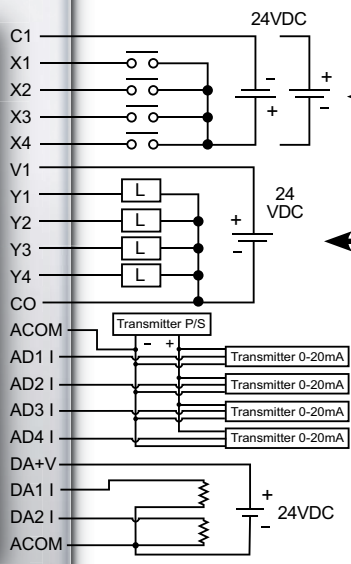 24VDC
C1
X1
X2
X3
X4
- +
+ -
V1
Y1 L
Y2 L
Y3 L
Y4 L
CO
+
-
24
VDC
Transmitter P/S
- +
ACOM
AD1 I Transmitter 0-20mA
AD2 I Transmitter 0-20mA
AD3 I Transmitter 0-20mA
AD4 I Transmitter 0-20mA
DA+V
DA1 I
DA2 I
ACOM
+
-
24VDC